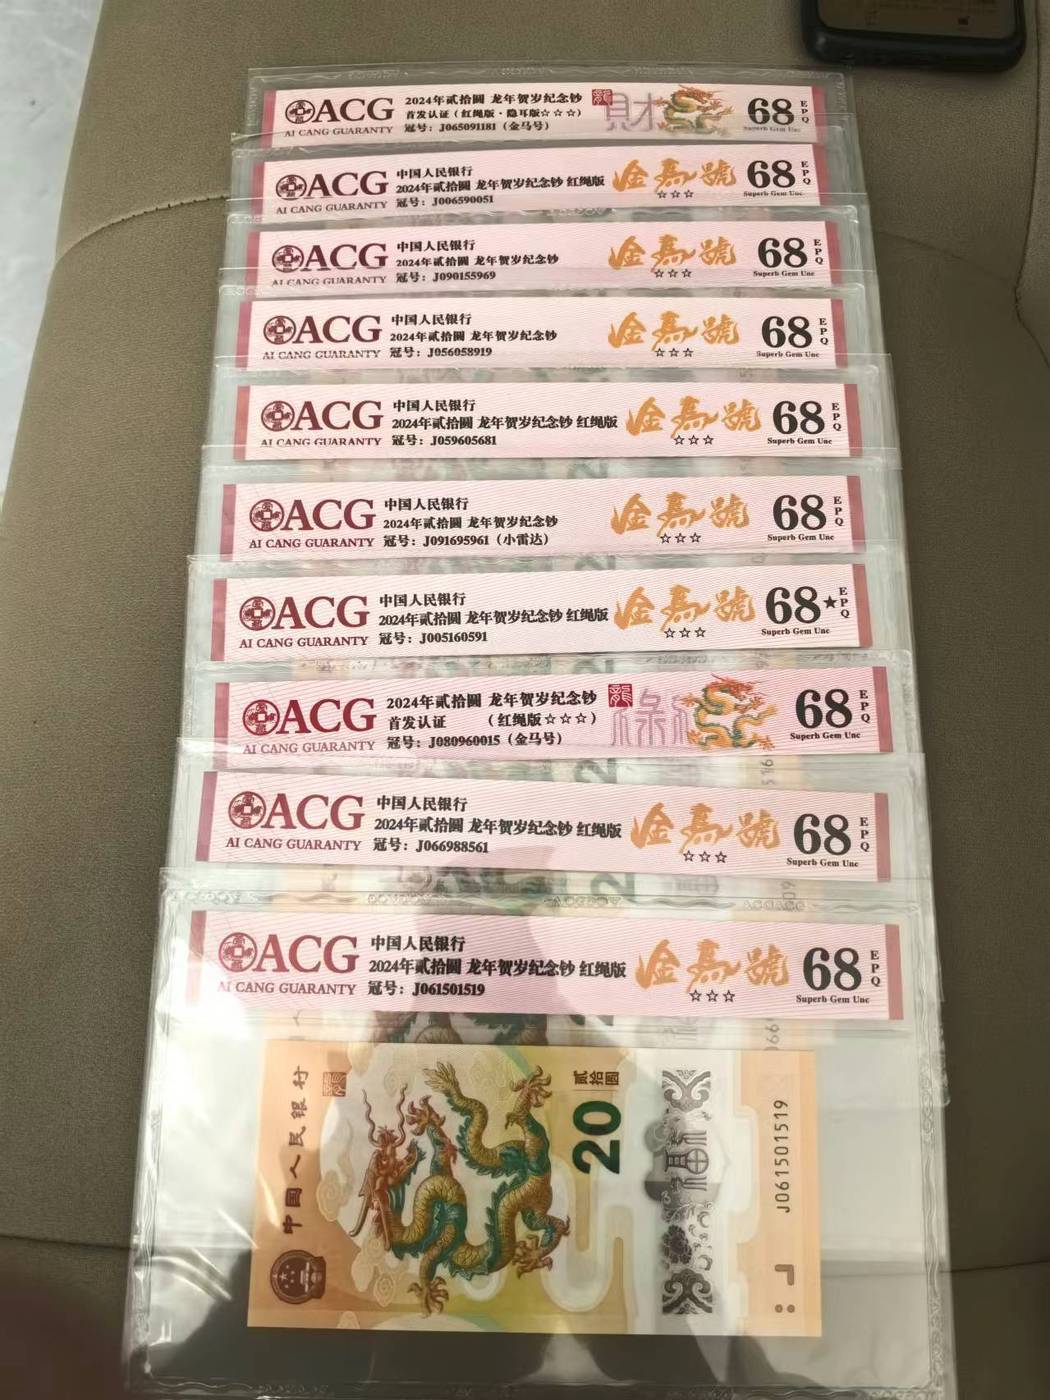 ACG
AI CANG GUARANTY
2024年贰拾圆 龙年贺岁纪念钞
首发认证(红绳版·隐耳版☆☆☆)
冠号:J065091181(金马号)
龍
財
68
EPQ
Superb Gem Unc
ACG
AI CANG GUARANTY
中国人民银行
2024年贰拾圆 龙年贺岁纪念钞 红绳版
冠号:J006590051
金馬號
☆☆☆
68
EPQ
Superb Gem Unc
ACG
AI CANG GUARANTY
中国人民银行
2024年贰拾圆 龙年贺岁纪念钞
冠号:J090155969
金馬號
☆☆☆
68
EPQ
Superb Gem Unc
ACG
AI CANG GUARANTY
中国人民银行
2024年贰拾圆 龙年贺岁纪念钞
冠号:J056058919
金馬號
☆☆☆
68
EPQ
Superb Gem Unc
ACG
AI CANG GUARANTY
中国人民银行
2024年贰拾圆 龙年贺岁纪念钞 红绳版
冠号:J059605681
金馬號
☆☆☆
68
EPQ
Superb Gem Unc
ACG
AI CANG GUARANTY
中国人民银行
2024年贰拾圆 龙年贺岁纪念钞
冠号:J091695961(小雷达)
金馬號
☆☆☆
68
EPQ
Superb Gem Unc
ACG
AI CANG GUARANTY
中国人民银行
2024年贰拾圆 龙年贺岁纪念钞 红绳版
冠号:J005160591
金馬號
☆☆☆
68★
EPQ
Superb Gem Unc
ACG
AI CANG GUARANTY
2024年贰拾圆 龙年贺岁纪念钞
首发认证 (红绳版☆☆☆)
冠号:J080960015(金马号)
龍
祿
68
EPQ
Superb Gem Unc
ACG
AI CANG GUARANTY
中国人民银行
2024年贰拾圆 龙年贺岁纪念钞 红绳版
冠号:J066988561
金馬號
☆☆☆
68
EPQ
Superb Gem Unc
ACG
AI CANG GUARANTY
中国人民银行
2024年贰拾圆 龙年贺岁纪念钞 红绳版
冠号:J061501519
金馬號
☆☆☆
68
EPQ
Superb Gem Unc
中国人民银行
贰拾圆
20
J061501519